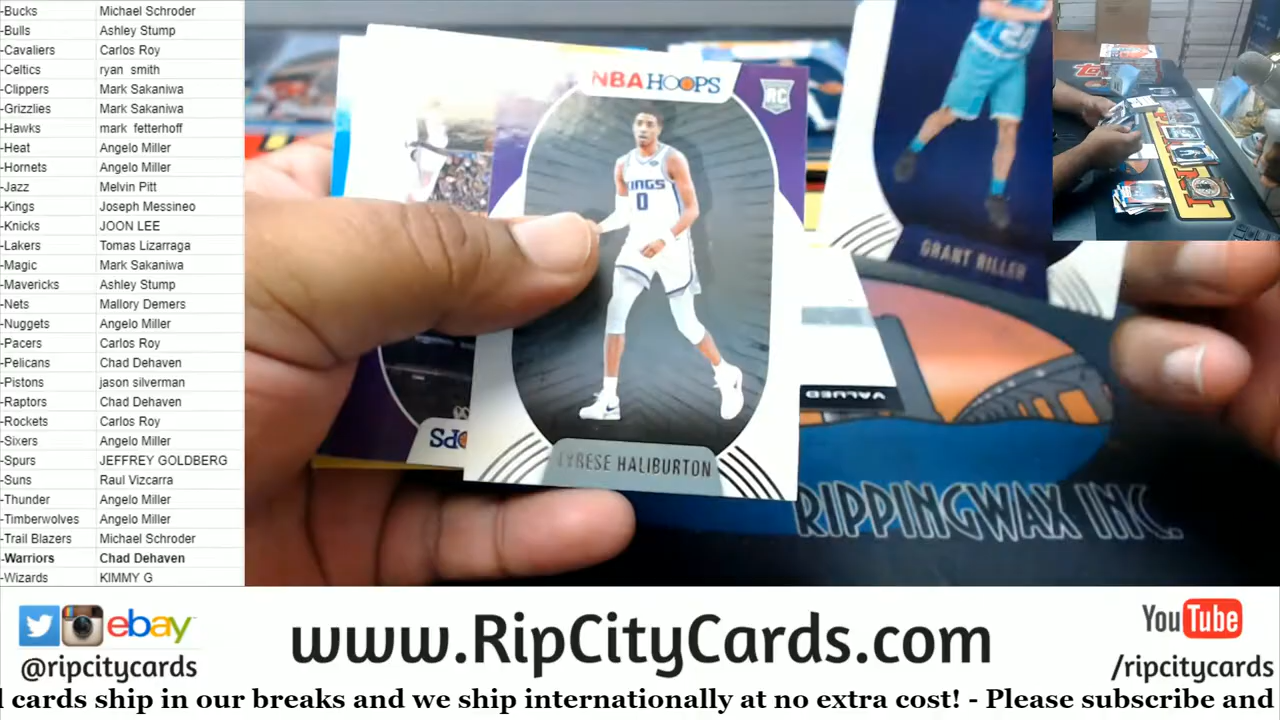 -Bucks Michael Schroder
-Bulls Ashley Stump
-Cavaliers Carlos Roy
-Celtics ryan smith
-Clippers Mark Sakaniwa
-Grizzlies Mark Sakaniwa
-Hawks mark fetterhoff
-Heat Angelo Miller
-Hornets Angelo Miller
-Jazz Melvin Pitt
-Kings Joseph Messineo
-Knicks JOON LEE
-Lakers Tomas Lizarraga
-Magic Mark Sakaniwa
-Mavericks Ashley Stump
-Nets Mallory Demers
-Nuggets Angelo Miller
-Pacers Carlos Roy
-Pelicans Chad Dehaven
-Pistons jason silverman
-Raptors Chad Dehaven
-Rockets Carlos Roy
-Sixers Angelo Miller
-Spurs JEFFREY GOLDBERG
-Suns Raul Vizcarra
-Thunder Angelo Miller
-Timberwolves Angelo Miller
-Trail Blazers Michael Schroder
-Warriors Chad Dehaven
-Wizards KIMMY G
NBA HOOPS
RC
KINGS
0
TYRESE HALIBURTON
20
GRANT RILLER
VALUED
RIPPINGWAX INC.
ebay
@ripcitycards
www.RipCityCards.com
YouTube
/ripcitycards
l cards ship in our breaks and we ship internationally at no extra cost! - Please subscribe and